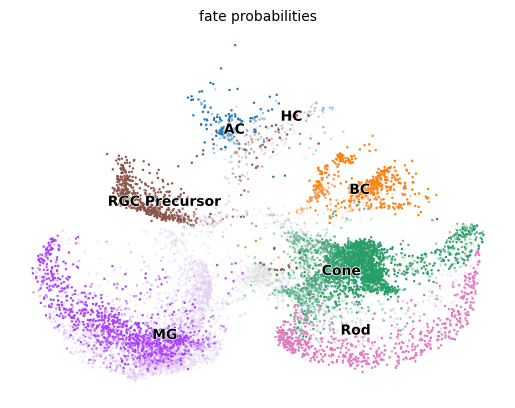 fate probabilities
HC
AC
BC
RGC Precursor
Cone
Rod
MG